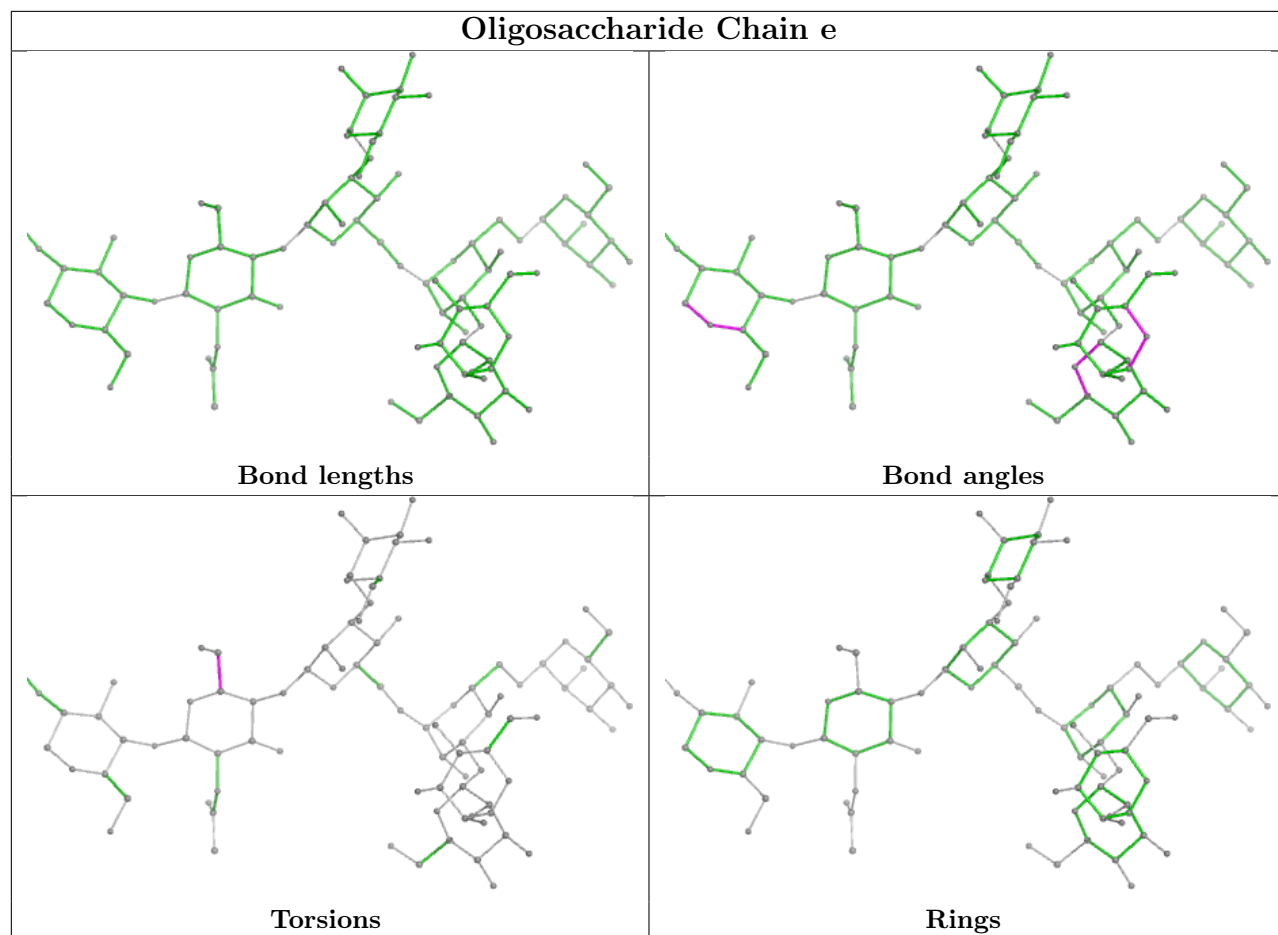 Oligosaccharide Chain e
Bond lengths
Bond angles
Torsions
Rings